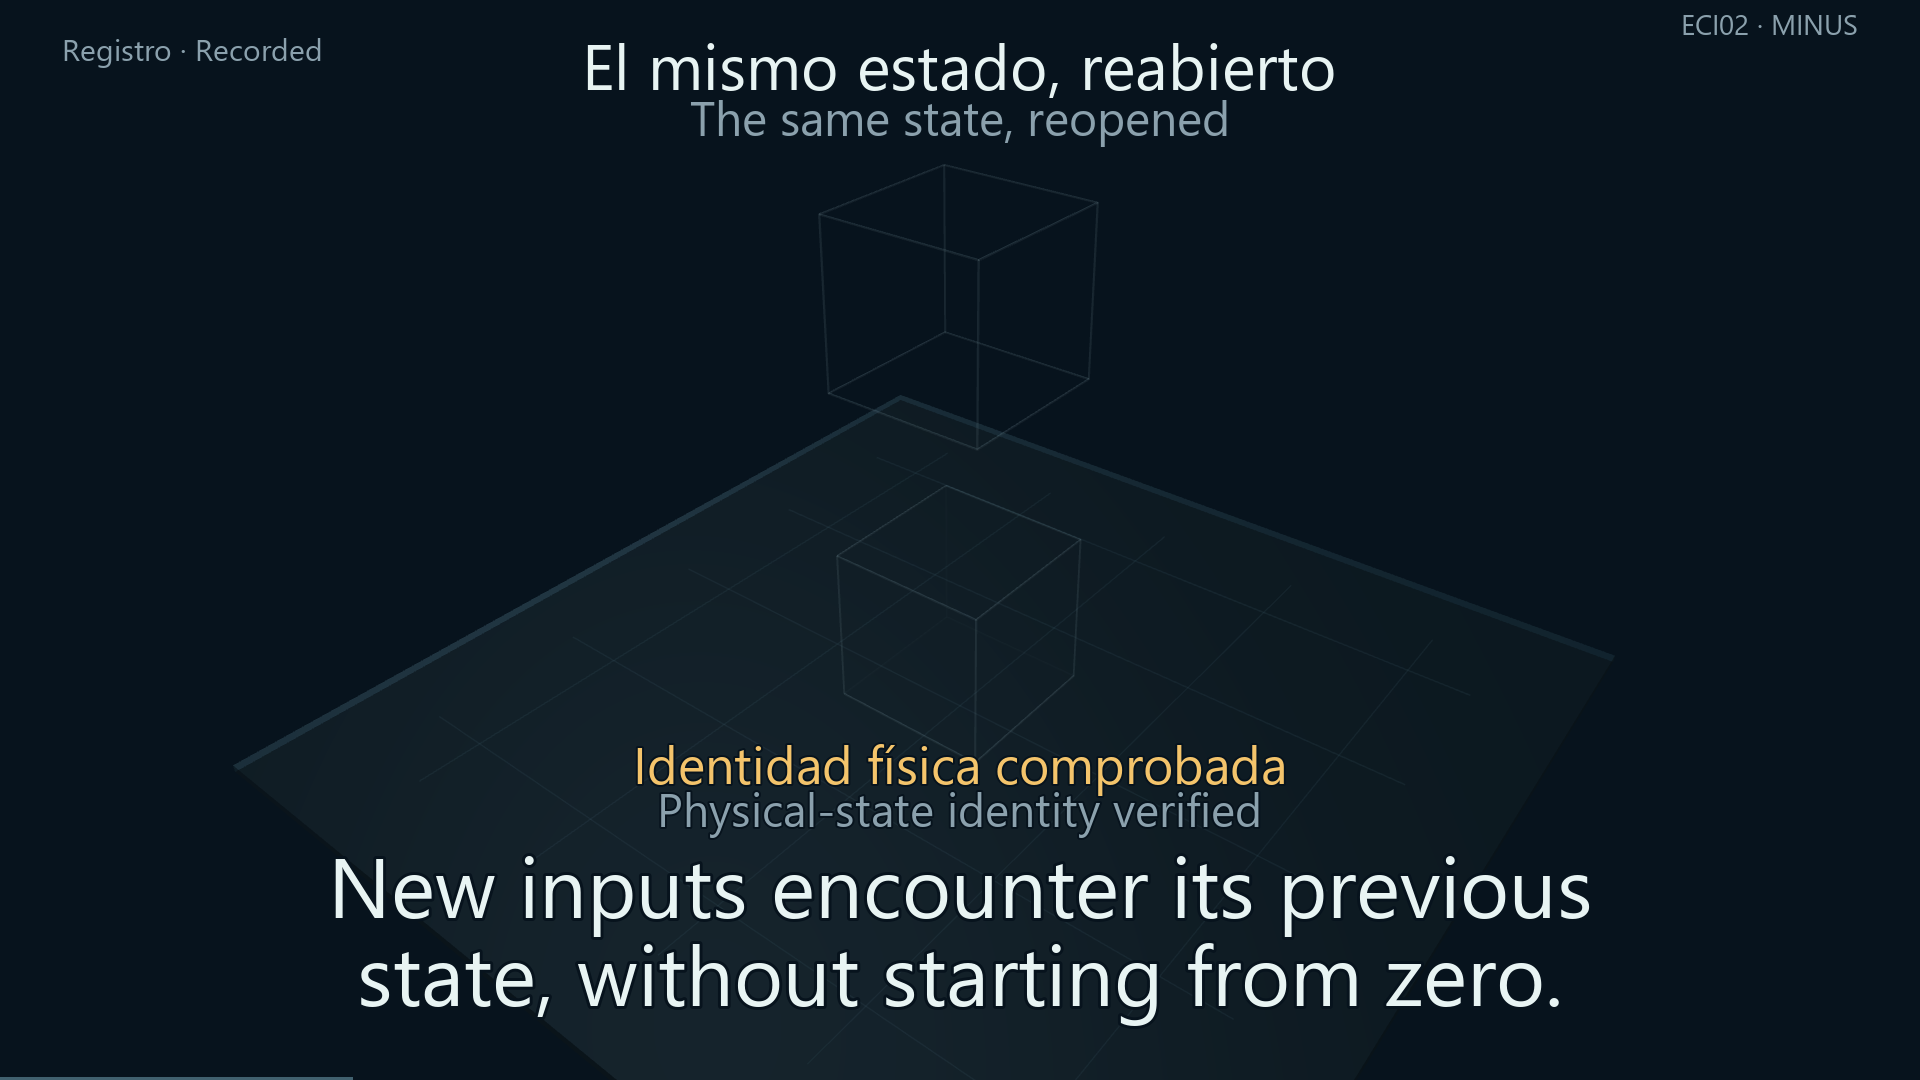 Registro · Recorded
ECI02 · MINUS
El mismo estado, reabierto
The same state, reopened
Identidad física comprobada
Physical-state identity verified
New inputs encounter its previous
state, without starting from zero.